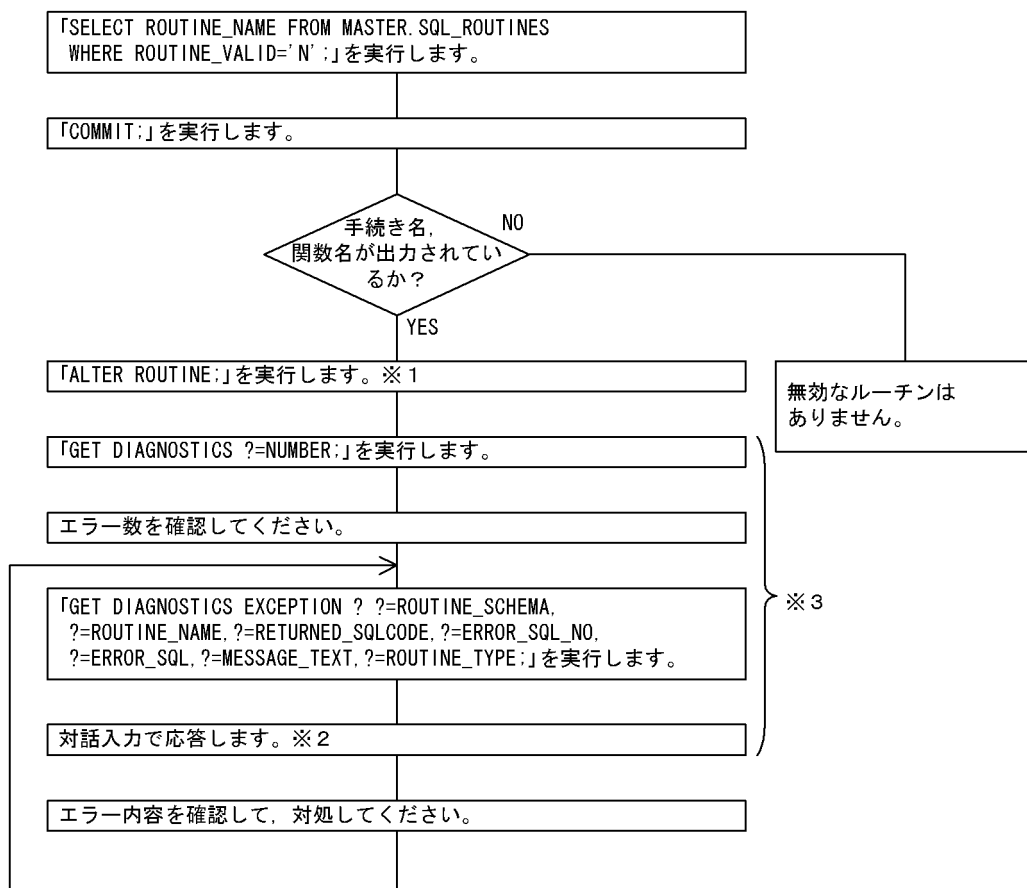 「SELECT ROUTINE_NAME FROM MASTER.SQL_ROUTINES
WHERE ROUTINE_VALID='N';」を実行します。
「COMMIT;」を実行します。
手続き名，
関数名が出力されてい
るか？
NO
YES
「ALTER ROUTINE;」を実行します。※１
無効なルーチンは
ありません。
「GET DIAGNOSTICS ?=NUMBER;」を実行します。
エラー数を確認してください。
「GET DIAGNOSTICS EXCEPTION ? ?=ROUTINE_SCHEMA,
?=ROUTINE_NAME,?=RETURNED_SQLCODE,?=ERROR_SQL_NO,
?=ERROR_SQL,?=MESSAGE_TEXT,?=ROUTINE_TYPE;」を実行します。
※３
対話入力で応答します。※２
エラー内容を確認して，対処してください。